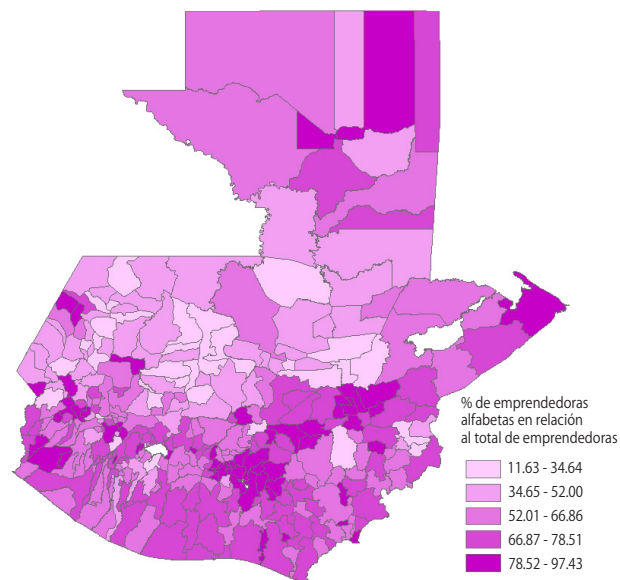 % de emprendedoras
alfabetas en relación
al total de emprendedoras
11.63 - 34.64
34.65 - 52.00
52.01 - 66.86
66.87 - 78.51
78.52 - 97.43